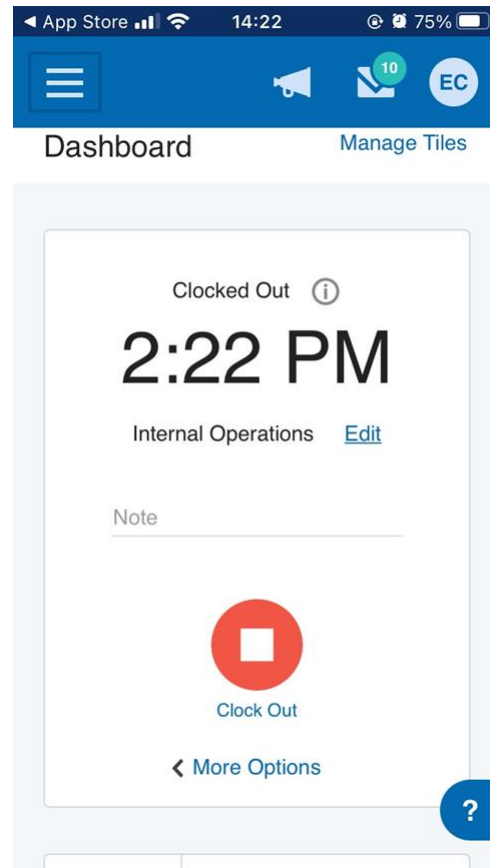 App Store 14:22 75%
10 EC
Dashboard Manage Tiles
Clocked Out i
2:22 PM
Internal Operations Edit
Note
Clock Out
More Options
?